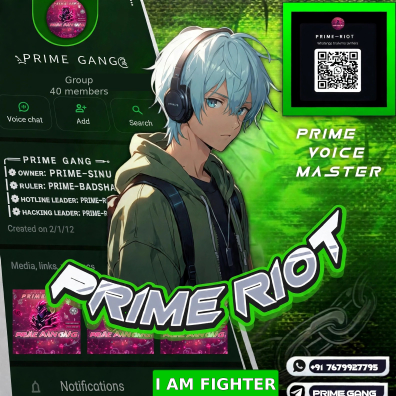 PRIME GANG
Group
40 members
Voice chat
Add
Search
PRIME GANG
OWNER: PRIME-SINU
RULER: PRIME-BADSHA
HOTLINE LEADER: PRIME-R
HACKING LEADER: PRIME-R
Created on 2/1/12
Media, links,
Notifications
PRIME-RIOT
PRIME
VOICE
MASTER
PRIME RIOT
I AM FIGHTER
+91 7679927795
PRIME GANG